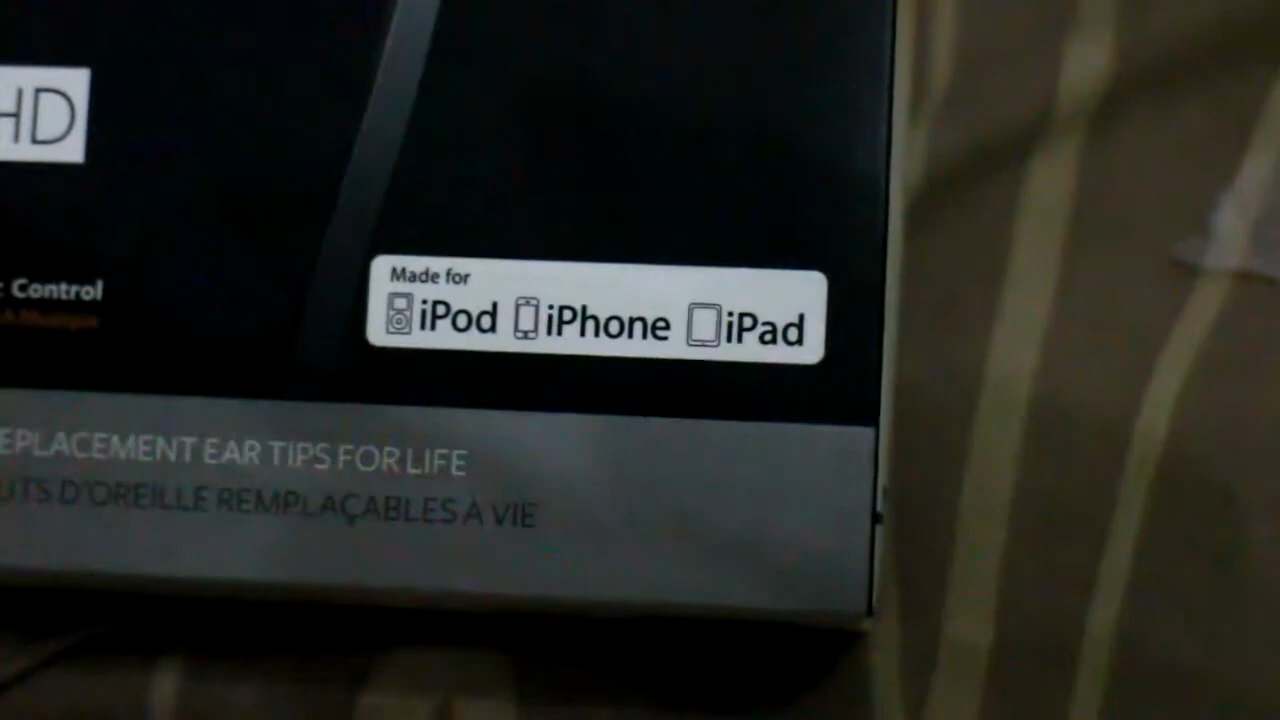 HD
Made for
iPod iPhone iPad
: Control
EPLACEMENT EAR TIPS FOR LIFE
UTS D'OREILLE REMPLAÇABLES À VIE